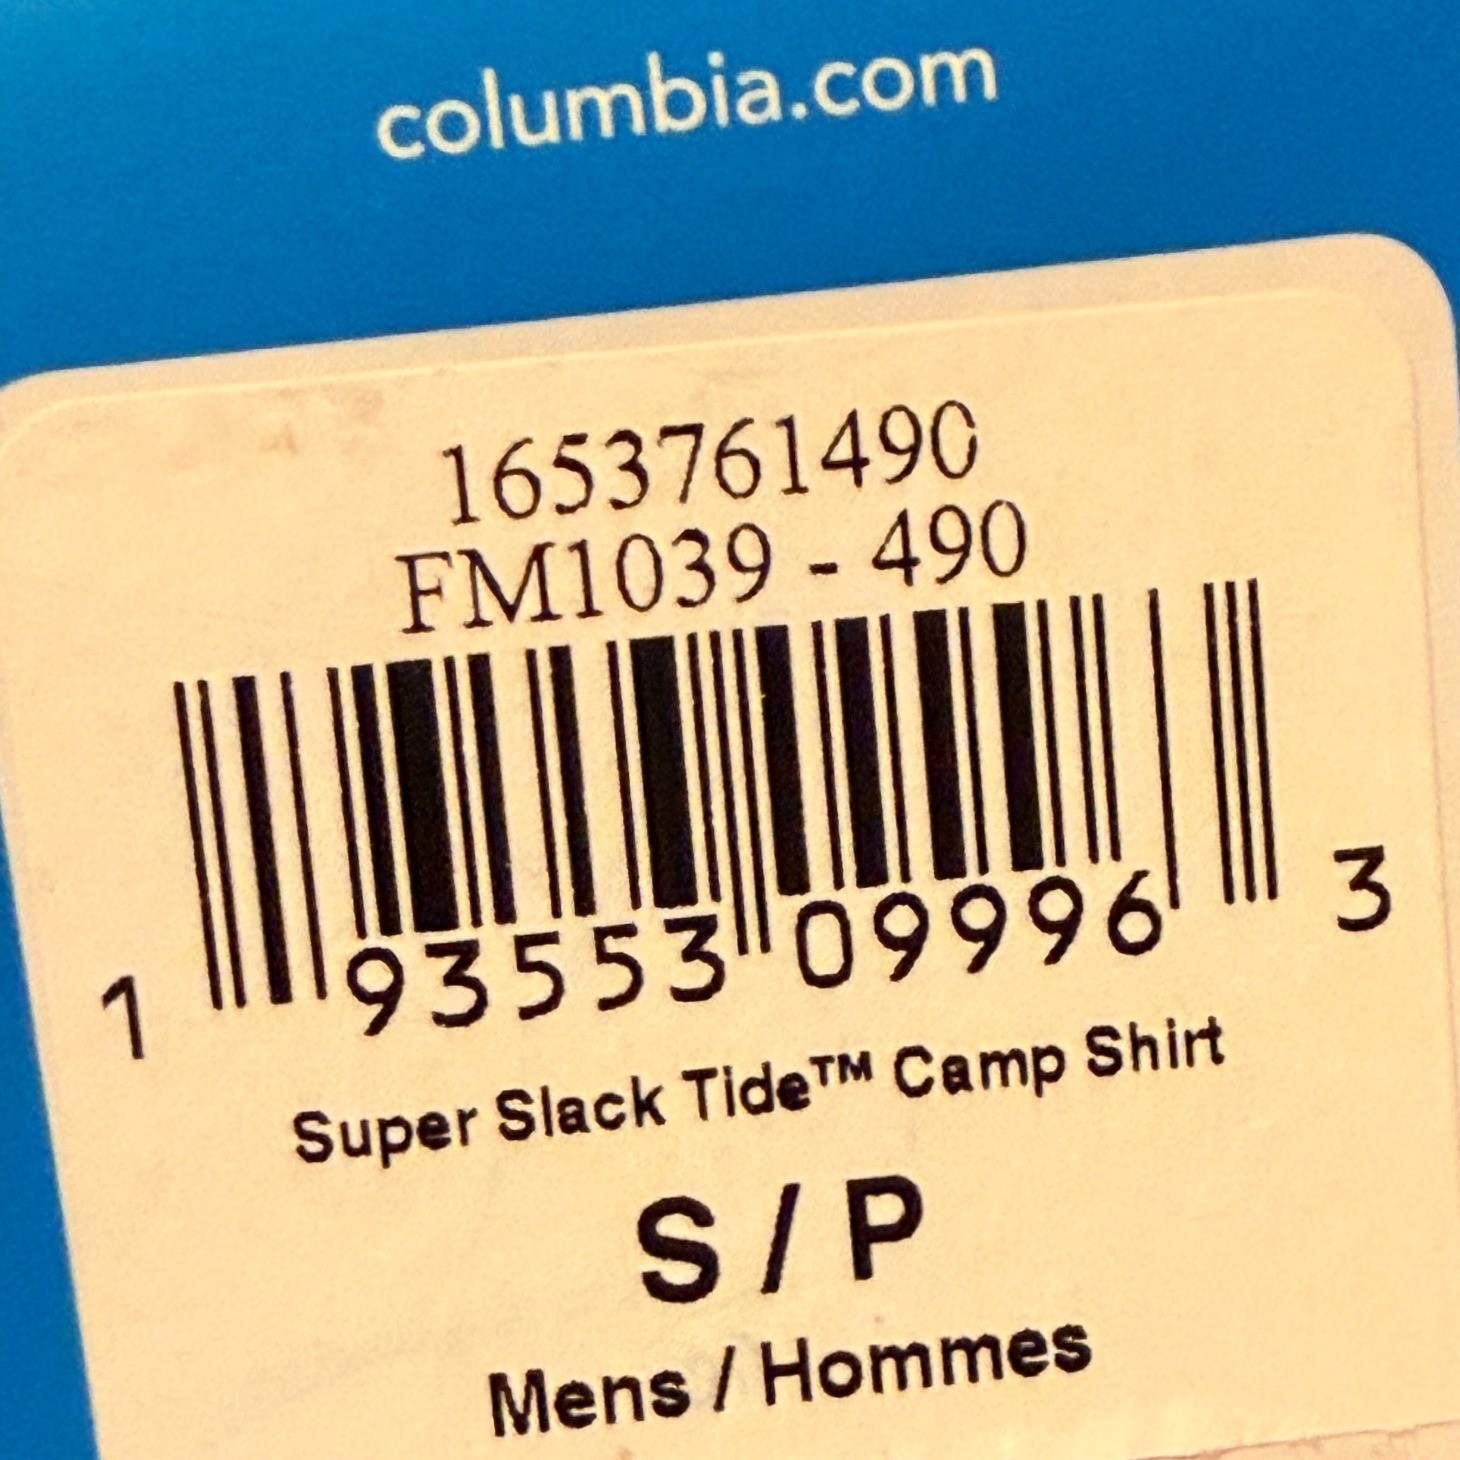 columbia.com
1653761490
FM1039 - 490
1 93553 09996 3
Super Slack Tide™ Camp Shirt
S / P
Mens / Hommes